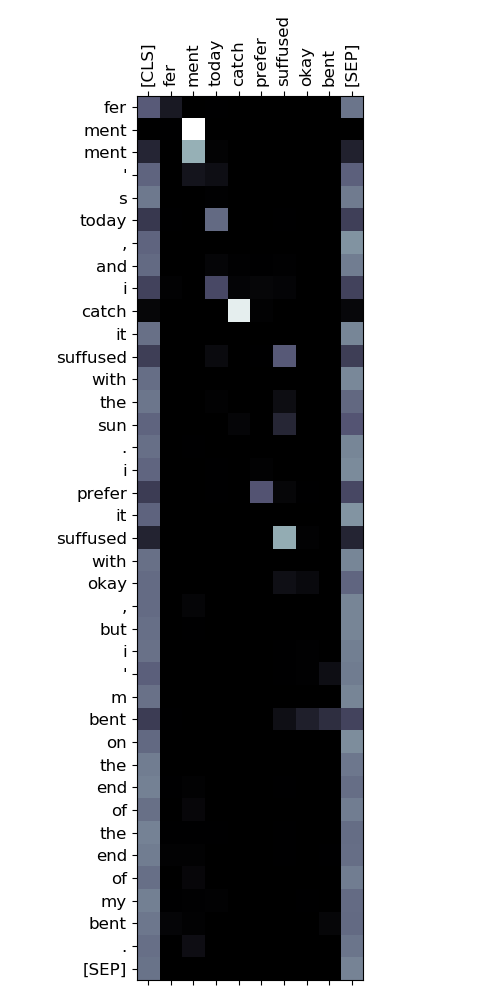 [CLS]
fer
ment
today
catch
prefer
suffused
okay
bent
[SEP]
fer
ment
ment
'
s
today
,
and
i
catch
it
suffused
with
the
sun
.
i
prefer
it
suffused
with
okay
,
but
i
'
m
bent
on
the
end
of
the
end
of
my
bent
.
[SEP]